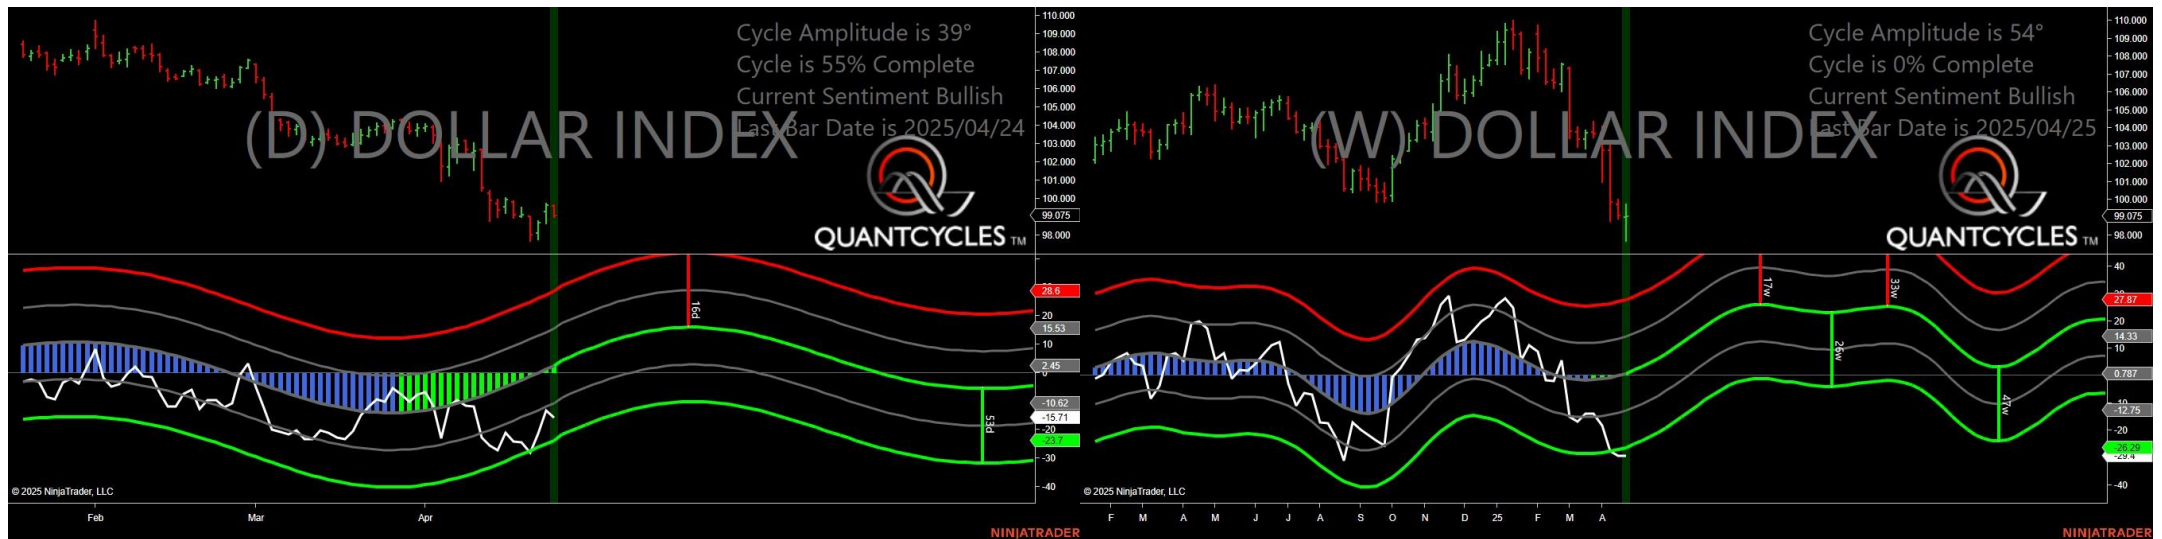 Cycle Amplitude is 39°
Cycle is 55% Complete
Current Sentiment Bullish
Last Bar Date is 2025/04/24
(D) DOLLAR INDEX
QUANTCYCLES TM
110.000
109.000
108.000
107.000
106.000
105.000
104.000
103.000
102.000
101.000
100.000
99.075
98.000
28.6
20
15.53
10
2.45
0
-10.62
-15.71
-20
-23.7
-30
-40
16d
53d
© 2025 NinjaTrader, LLC
Feb Mar Apr
NINJATRADER
Cycle Amplitude is 54°
Cycle is 0% Complete
Current Sentiment Bullish
Last Bar Date is 2025/04/25
(W) DOLLAR INDEX
QUANTCYCLES TM
110.000
109.000
108.000
107.000
106.000
105.000
104.000
103.000
102.000
101.000
100.000
99.075
98.000
40
27.87
20
14.33
10
0.787
-12.75
-20
-26.29
-29.4
-40
17w
26w
33w
47w
© 2025 NinjaTrader, LLC
F M A M J J A S O N D 25 F M A
NINJATRADER